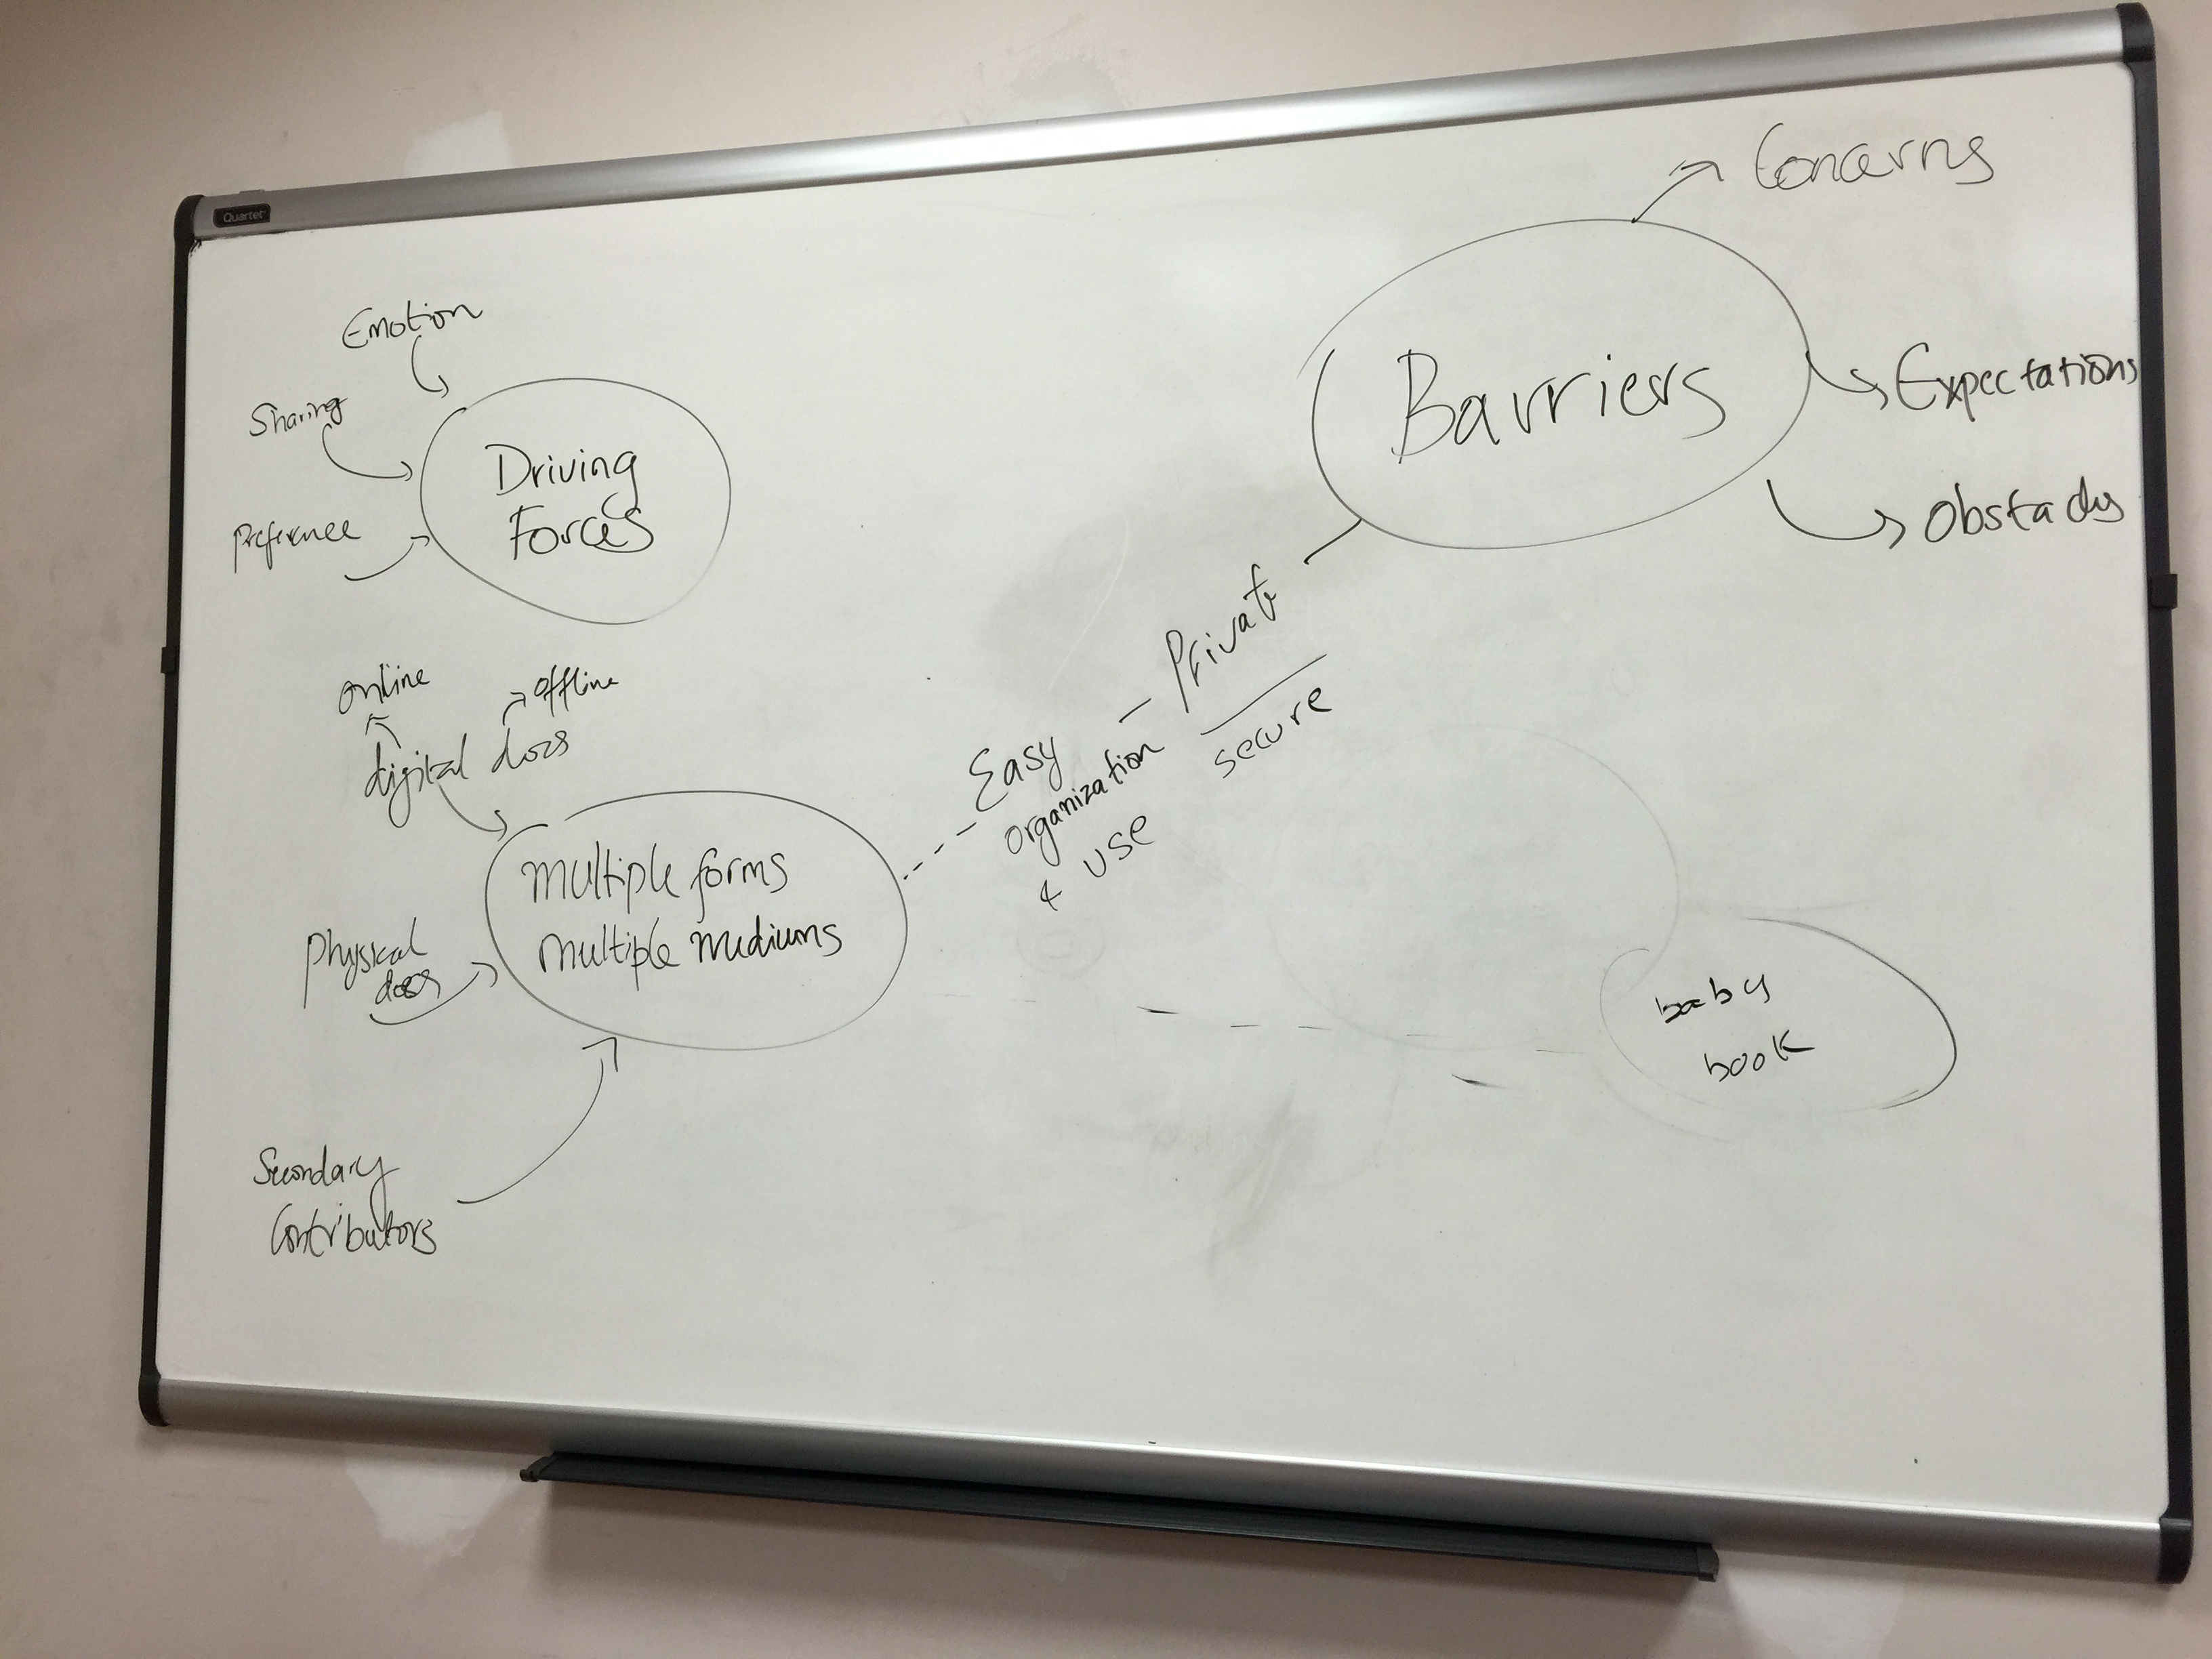 Quartet
Concerns
Emotion
Sharing
Preference
Driving
Forces
Barriers
Expectations
Obstacles
online
offline
digital docs
Multiple forms
Multiple mediums
Physical
docs
Secondary
Contributors
Easy
organization
& use
Private
secure
baby
book